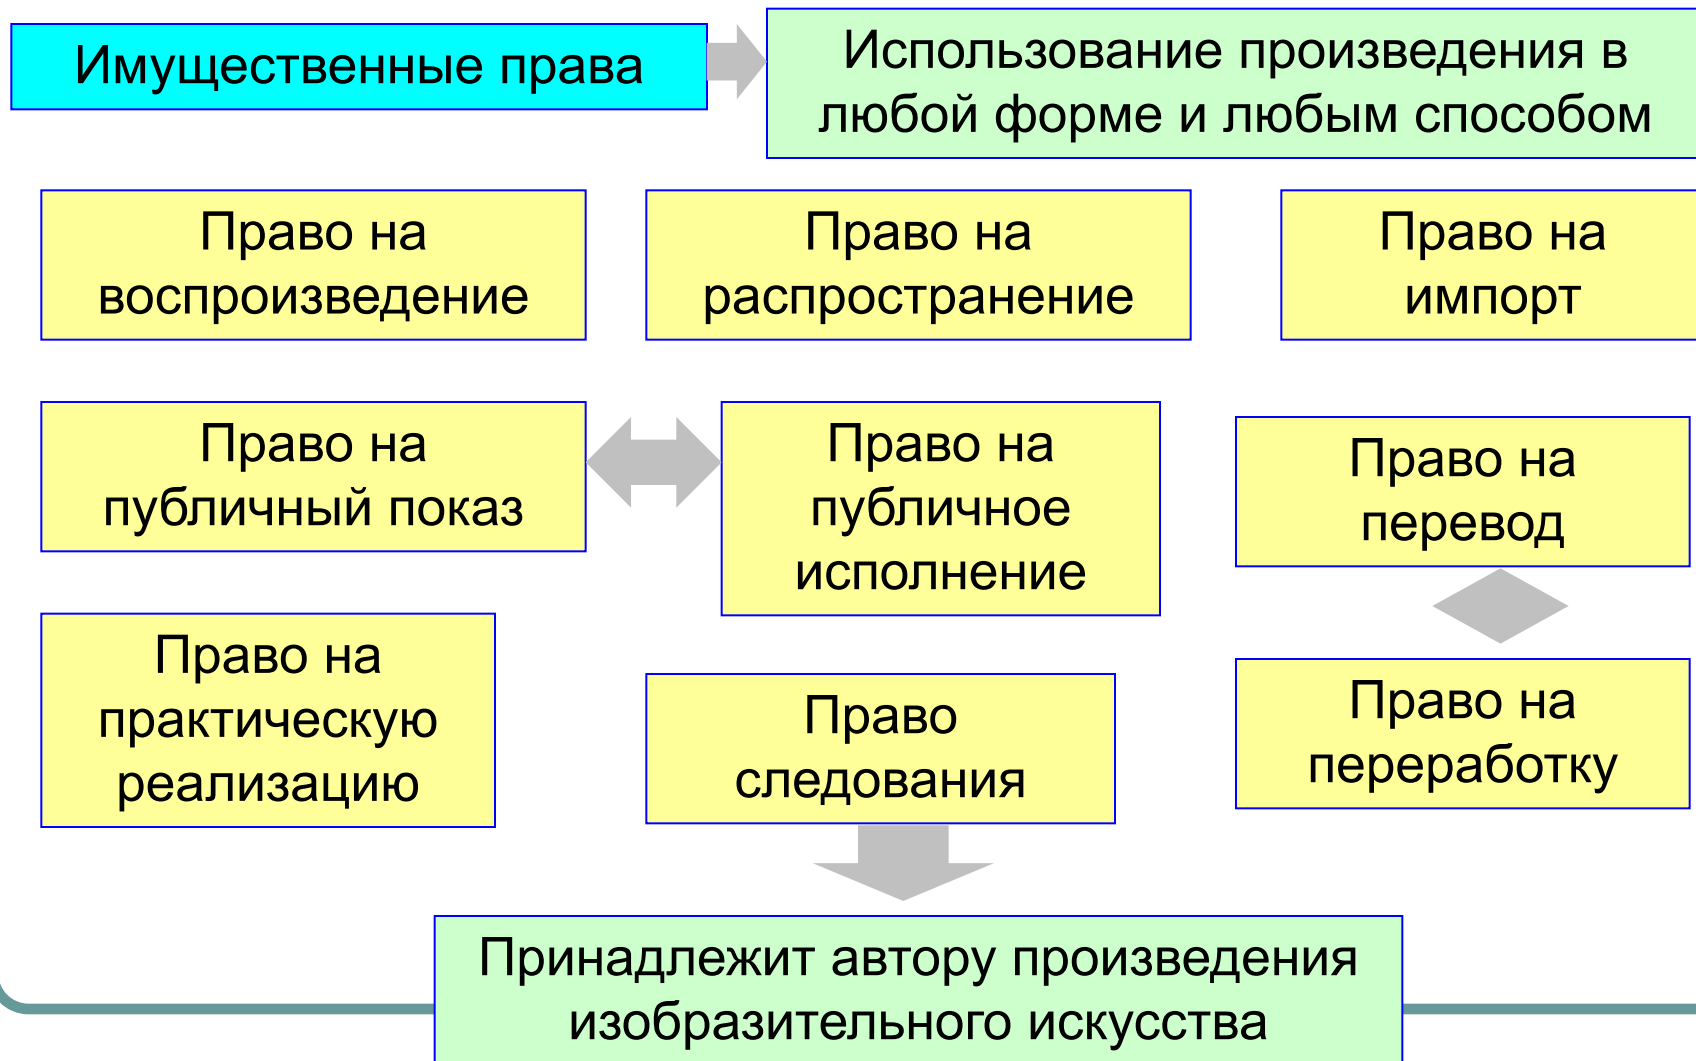 Имущественные права
Использование произведения в
любой форме и любым способом
Право на
воспроизведение
Право на
распространение
Право на
импорт
Право на
публичный показ
Право на
публичное
исполнение
Право на
перевод
Право на
практическую
реализацию
Право
следования
Право на
переработку
Принадлежит автору произведения
изобразительного искусства